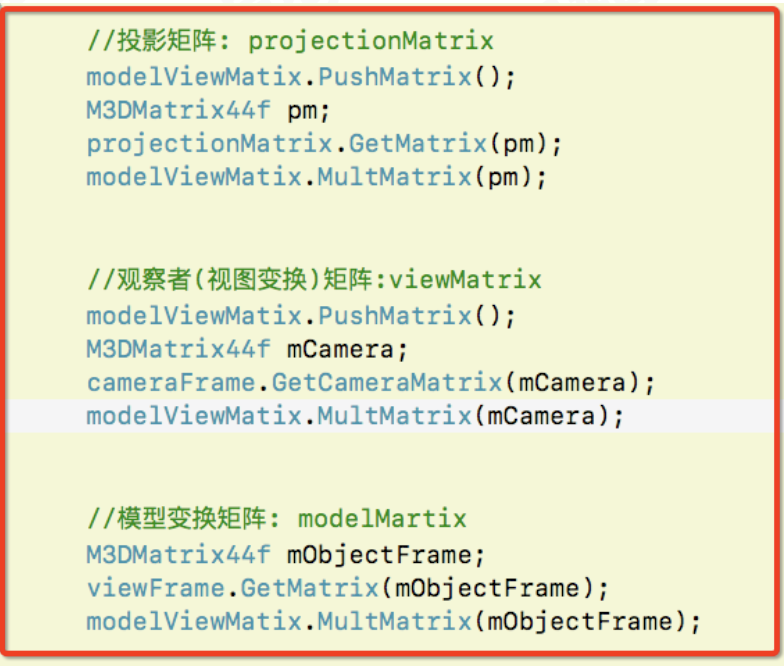 //投影矩阵: projectionMatrix
modelViewMatix.PushMatrix();
M3DMatrix44f pm;
projectionMatrix.GetMatrix(pm);
modelViewMatix.MultMatrix(pm);
//观察者(视图变换)矩阵:viewMatrix
modelViewMatix.PushMatrix();
M3DMatrix44f mCamera;
cameraFrame.GetCameraMatrix(mCamera);
modelViewMatix.MultMatrix(mCamera);
//模型变换矩阵: modelMartix
M3DMatrix44f mObjectFrame;
viewFrame.GetMatrix(mObjectFrame);
modelViewMatix.MultMatrix(mObjectFrame);